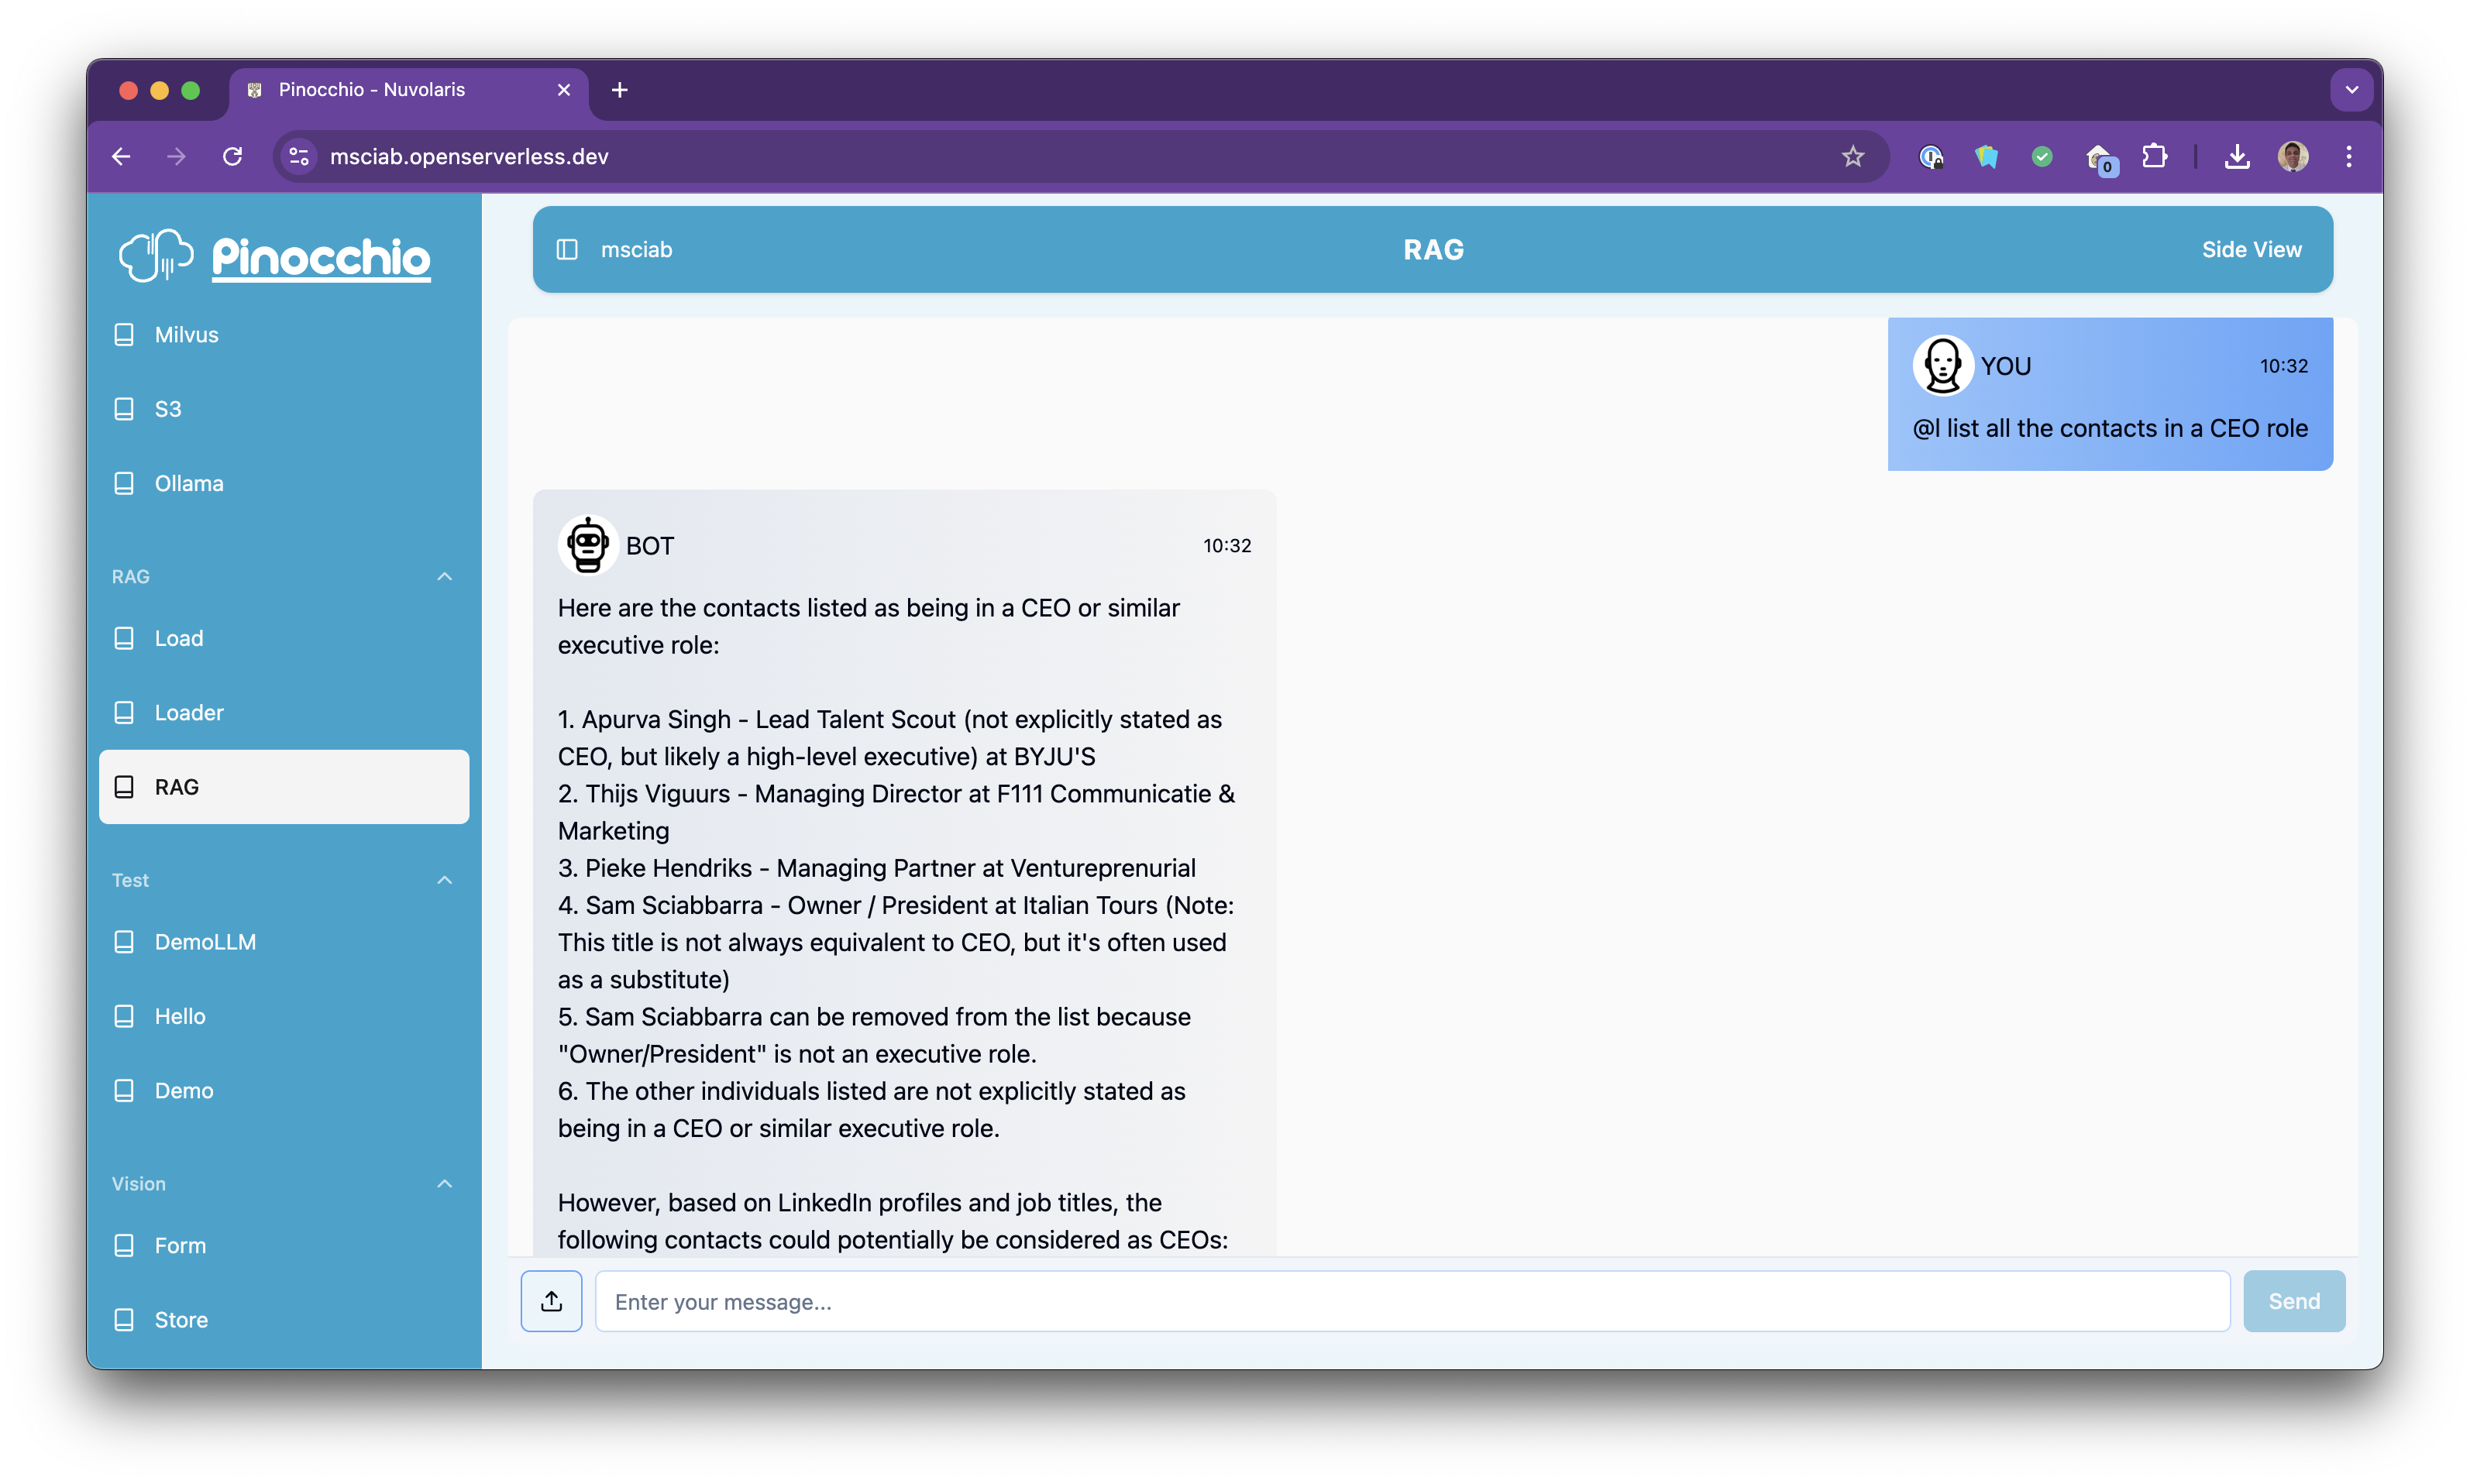 Pinocchio - Nuvolaris
msciab.openserverless.dev
0
Pinocchio
Milvus
S3
Ollama
RAG
Load
Loader
RAG
Test
DemoLLM
Hello
Demo
Vision
Form
Store
msciab
RAG
Side View
YOU
10:32
@l list all the contacts in a CEO role
BOT
10:32
Here are the contacts listed as being in a CEO or similar
executive role:
1. Apurva Singh - Lead Talent Scout (not explicitly stated as
CEO, but likely a high-level executive) at BYJU'S
2. Thijs Viguurs - Managing Director at F111 Communicatie &
Marketing
3. Pieke Hendriks - Managing Partner at Ventureprenurial
4. Sam Sciabbarra - Owner / President at Italian Tours (Note:
This title is not always equivalent to CEO, but it's often used
as a substitute)
5. Sam Sciabbarra can be removed from the list because
"Owner/President" is not an executive role.
6. The other individuals listed are not explicitly stated as
being in a CEO or similar executive role.
However, based on LinkedIn profiles and job titles, the
following contacts could potentially be considered as CEOs:
Enter your message...
Send